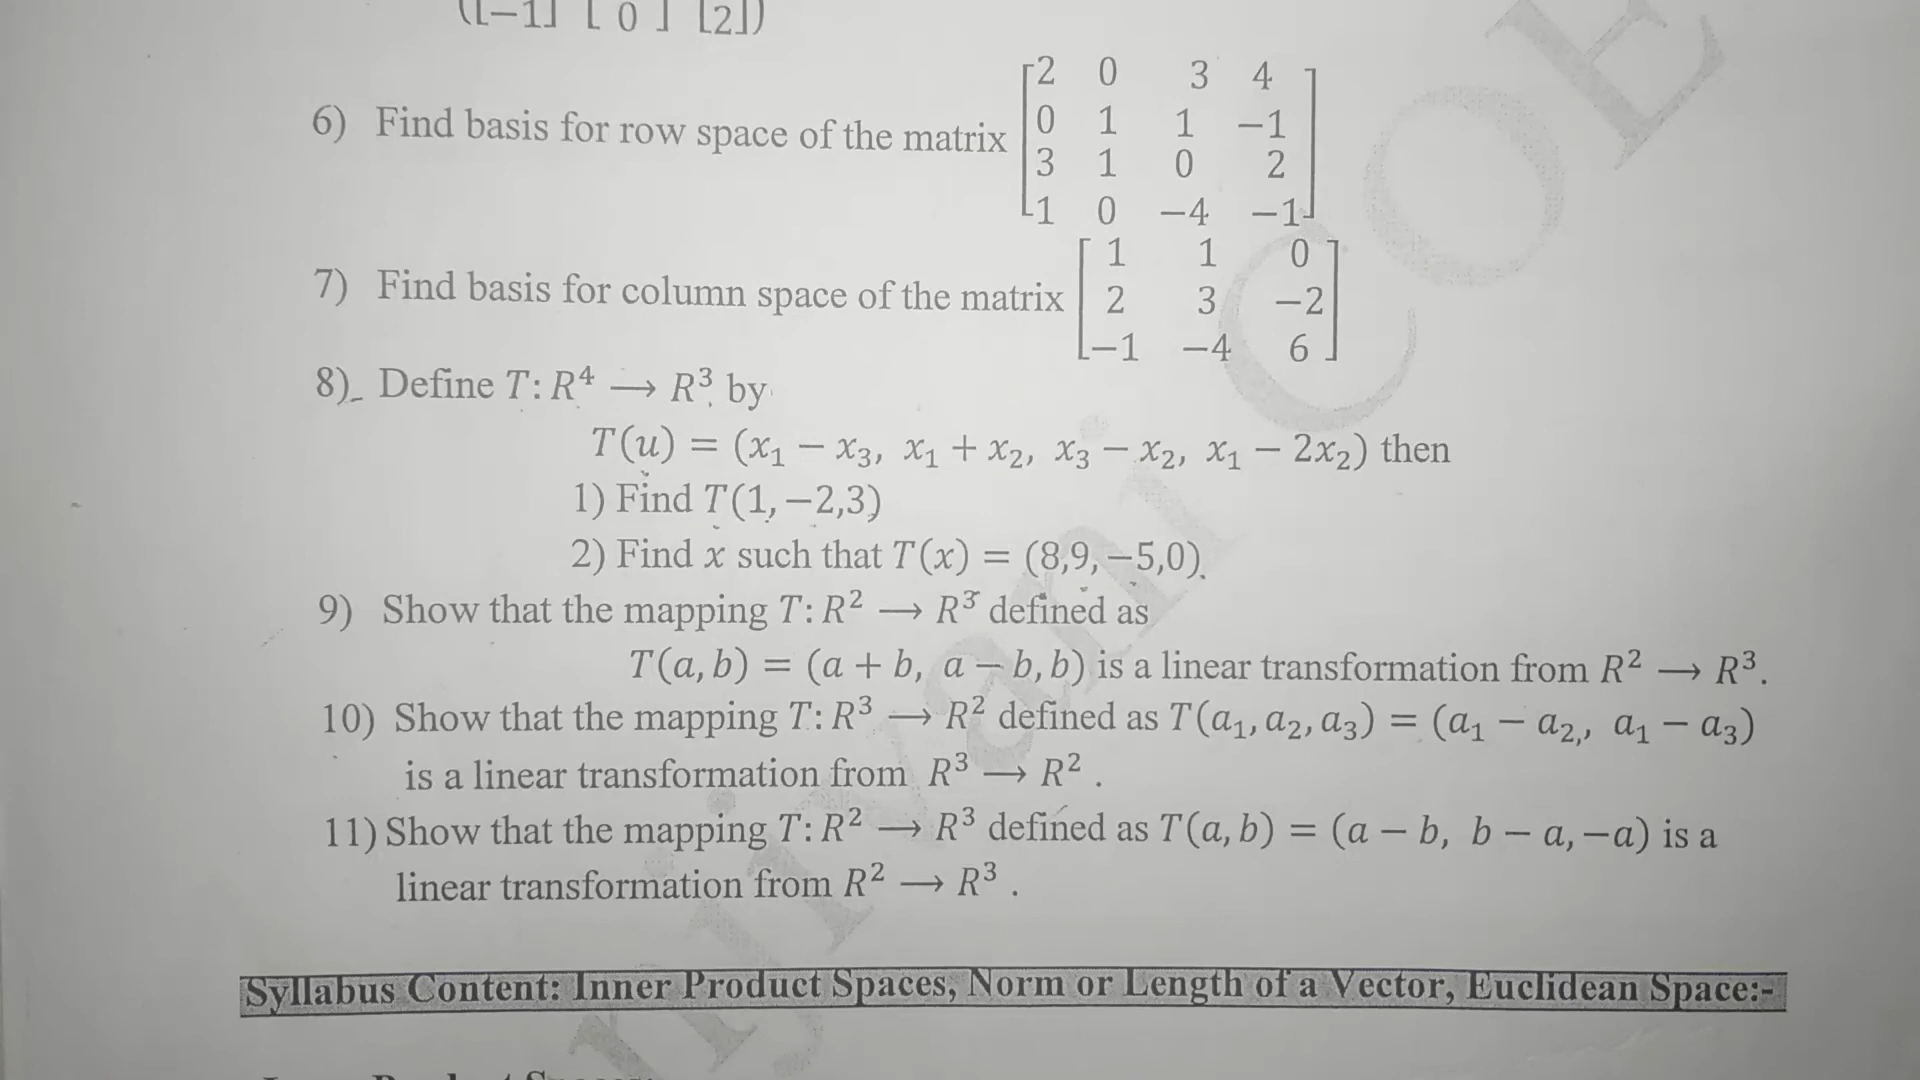 ([−1] [ 0 ] [2])
6) Find basis for row space of the matrix [2 0 3 4
0 1 1 −1
3 1 0 2
1 0 −4 −1]
7) Find basis for column space of the matrix [1 1 0
2 3 −2
−1 −4 6]
8) Define T: R⁴ ⟶ R³ by
T(u) = (x₁ − x₃, x₁ + x₂, x₃ − x₂, x₁ − 2x₂) then
1) Find T(1, −2,3)
2) Find x such that T(x) = (8,9, −5,0).
9) Show that the mapping T: R² ⟶ R³ defined as
T(a, b) = (a + b, a − b, b) is a linear transformation from R² ⟶ R³.
10) Show that the mapping T: R³ ⟶ R² defined as T(a₁, a₂, a₃) = (a₁ − a₂,, a₁ − a₃)
is a linear transformation from R³ ⟶ R² .
11) Show that the mapping T: R² ⟶ R³ defined as T(a, b) = (a − b, b − a, −a) is a
linear transformation from R² ⟶ R³ .
Syllabus Content: Inner Product Spaces, Norm or Length of a Vector, Euclidean Space:-